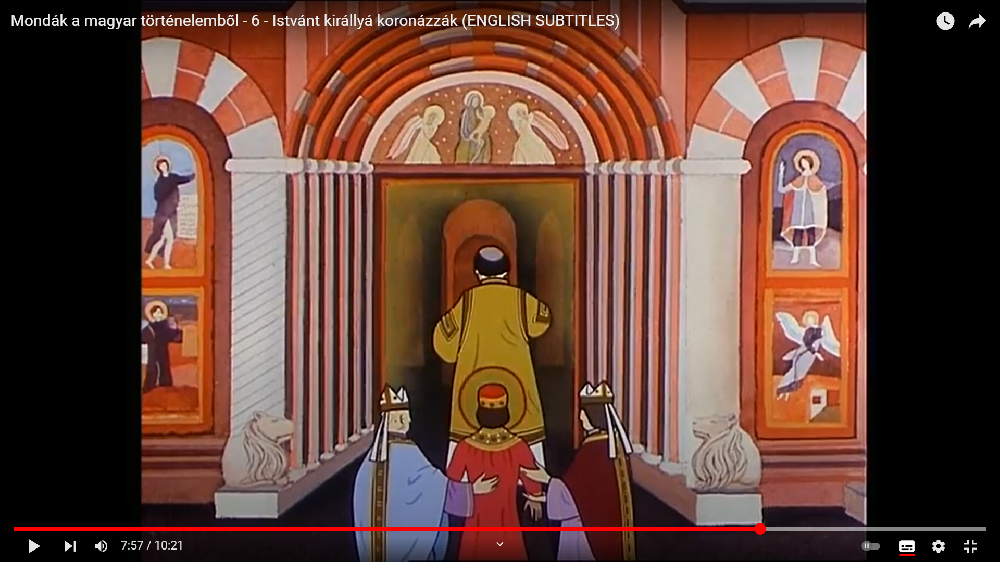 Mondák a magyar történelemből - 6 - Istvánt királlyá koronázzák (ENGLISH SUBTITLES)
7:57 / 10:21